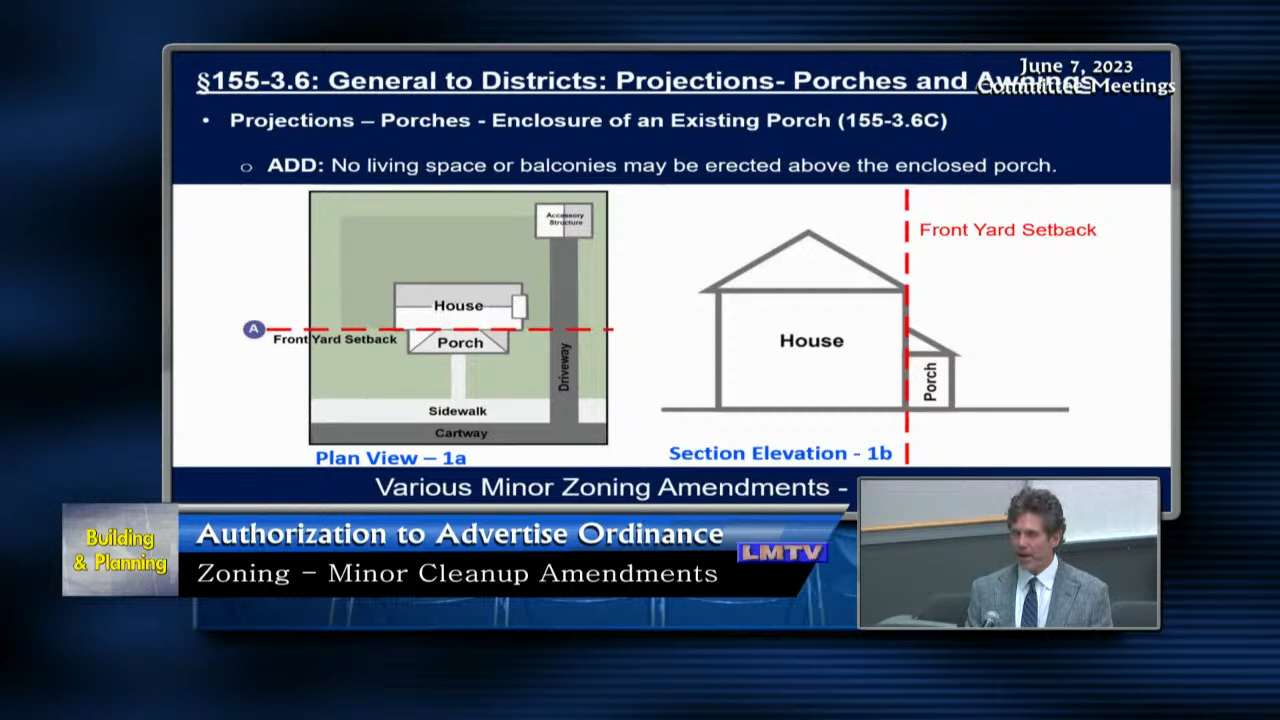 §155-3.6: General to Districts: Projections- Porches and Awnings
June 7, 2023
Committee Meetings
• Projections – Porches - Enclosure of an Existing Porch (155-3.6C)
o ADD: No living space or balconies may be erected above the enclosed porch.
Accessory
Structure
House
A
Front Yard Setback
Porch
Driveway
Sidewalk
Cartway
Plan View – 1a
Front Yard Setback
House
Porch
Section Elevation - 1b
Various Minor Zoning Amendments -
Building
& Planning
Authorization to Advertise Ordinance
LMTV
Zoning – Minor Cleanup Amendments